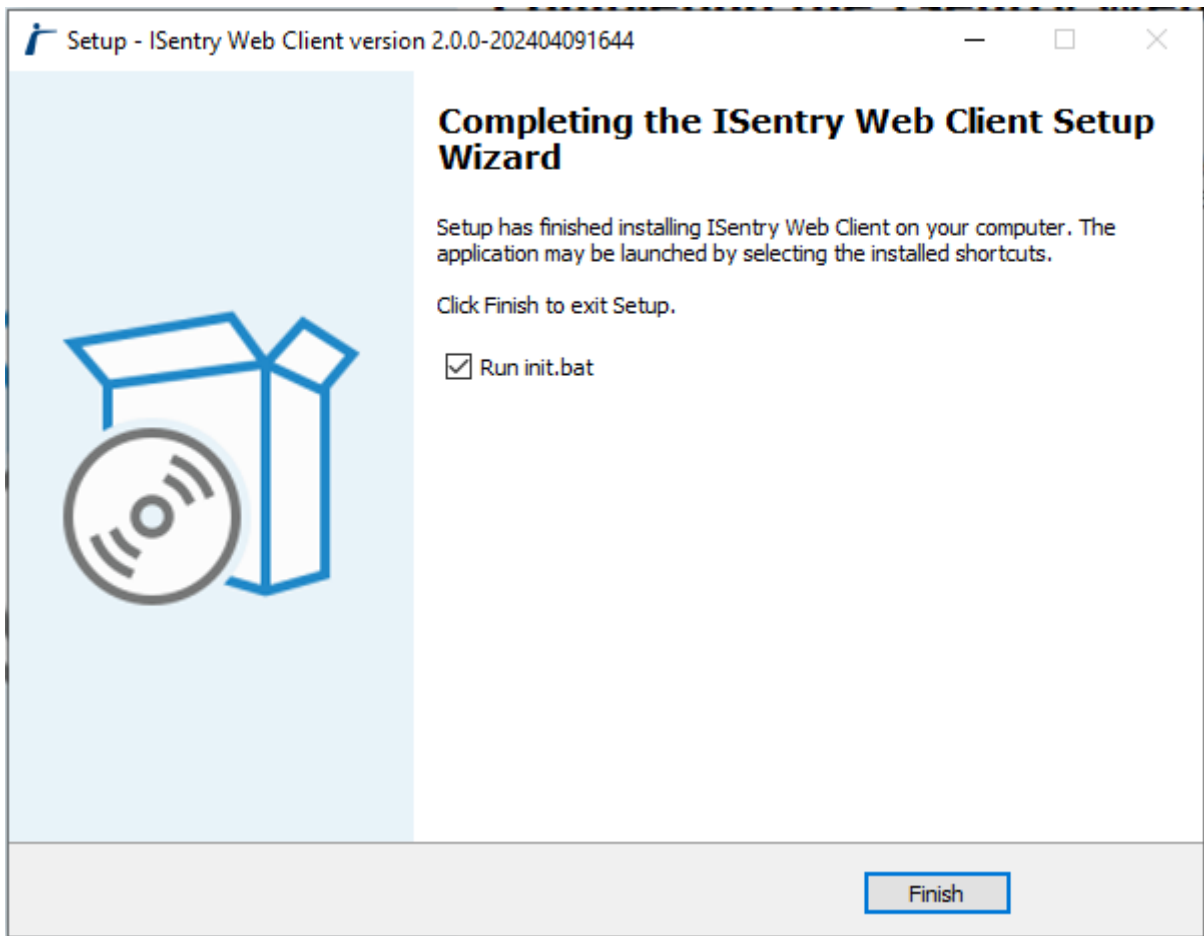 Setup - ISentry Web Client version 2.0.0-202404091644
Completing the ISentry Web Client Setup
Wizard
Setup has finished installing ISentry Web Client on your computer. The
application may be launched by selecting the installed shortcuts.
Click Finish to exit Setup.
Run init.bat
Finish